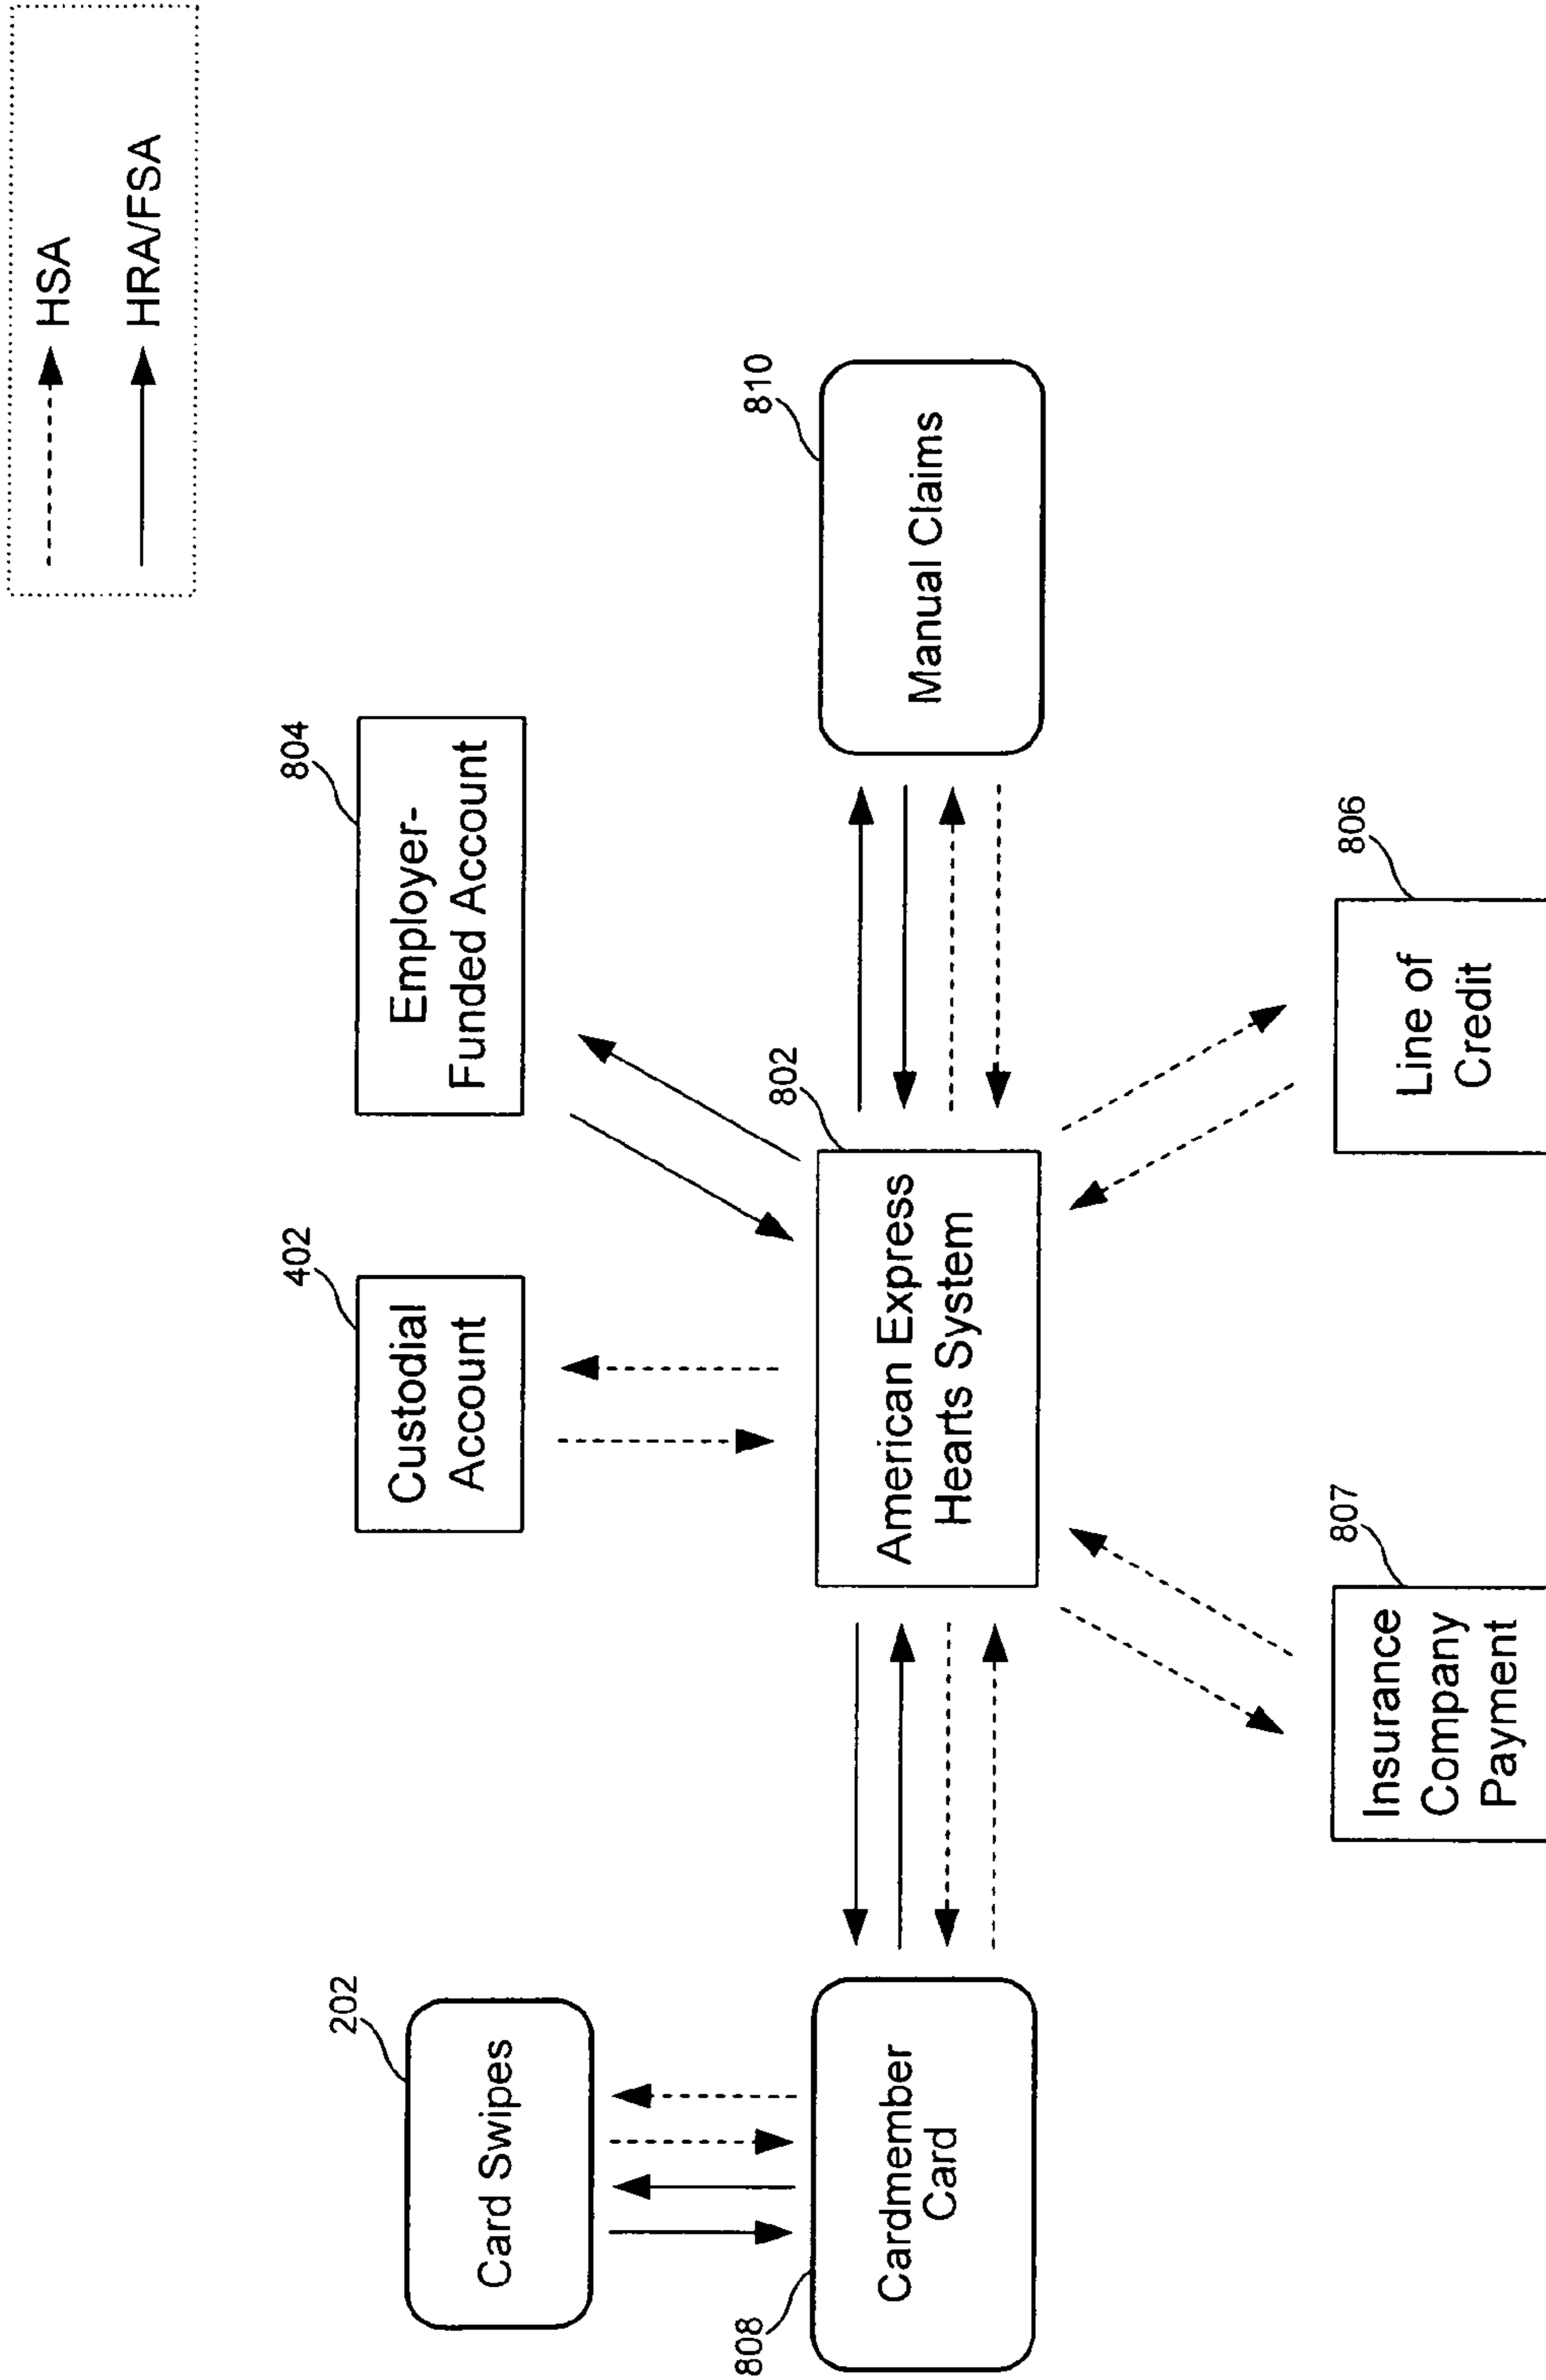 HSA
HRA/FSA
202
Card Swipes
402
Custodial
Account
804
Employer-
Funded Account
808
Cardmember
Card
802
American Express
Hearts System
810
Manual Claims
807
Insurance
Company
Payment
806
Line of
Credit